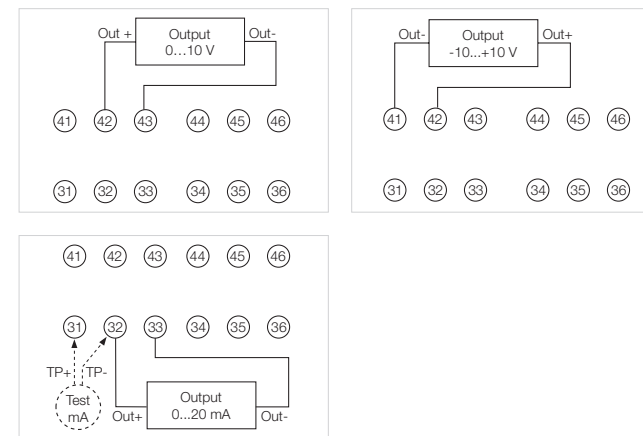 Out + Output Out-
0...10 V
41 42 43 44 45 46
31 32 33 34 35 36
Out- Output Out+
-10...+10 V
41 42 43 44 45 46
31 32 33 34 35 36
41 42 43 44 45 46
31 32 33 34 35 36
TP+ TP-
Test
mA
Out+ Output Out-
0...20 mA